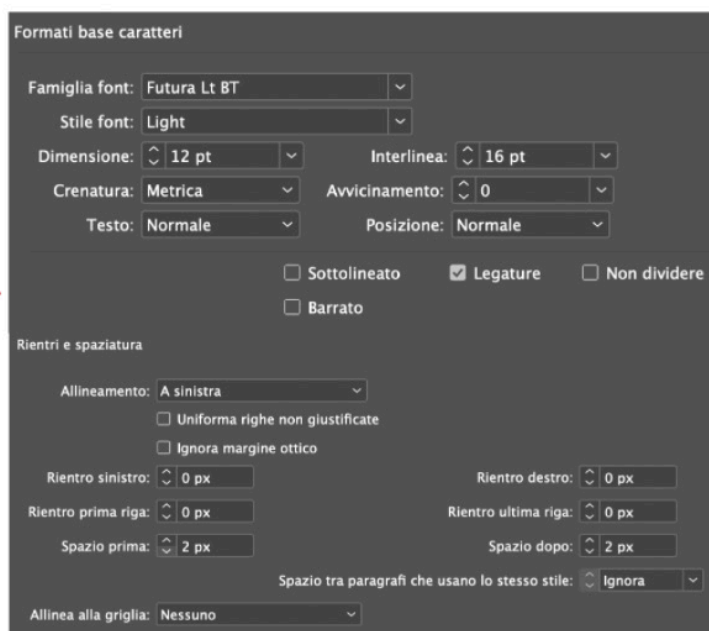 Formati base caratteri
Famiglia font: Futura Lt BT
Stile font: Light
Dimensione: 12 pt Interlinea: 16 pt
Crenatura: Metrica Avvicinamento: 0
Testo: Normale Posizione: Normale
Sottolineato Legature Non dividere
Barrato
Rientri e spaziatura
Allineamento: A sinistra
Uniforma righe non giustificate
Ignora margine ottico
Rientro sinistro: 0 px Rientro destro: 0 px
Rientro prima riga: 0 px Rientro ultima riga: 0 px
Spazio prima: 2 px Spazio dopo: 2 px
Spazio tra paragrafi che usano lo stesso stile: Ignora
Allinea alla griglia: Nessuno